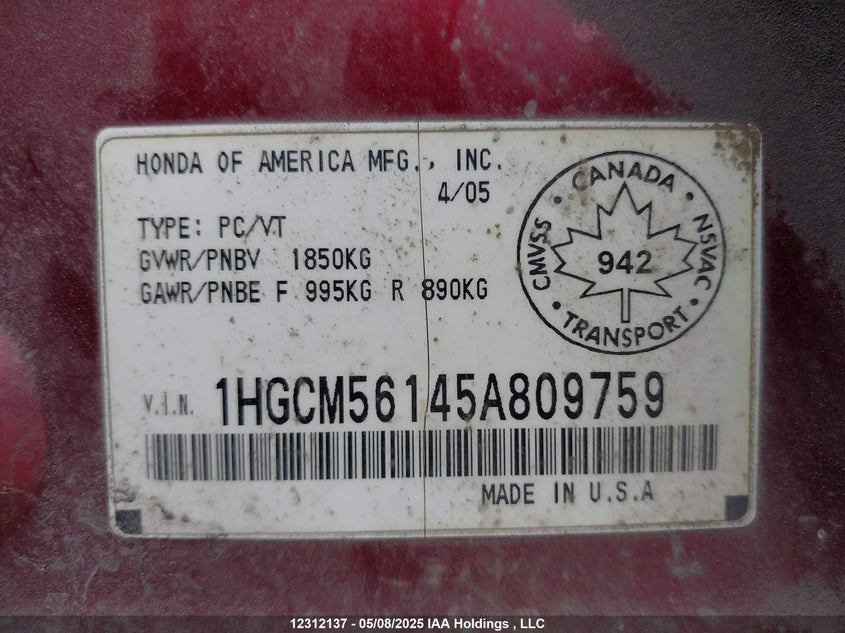 HONDA OF AMERICA MFG., INC.
4/05
TYPE: PC/VT
GVWR/PNBV 1850KG
GAWR/PNBE F 995KG R 890KG
CANADA
CMVSS
942
NSVAC
TRANSPORT
V.I.N. 1HGCM56145A809759
MADE IN U.S.A
12312137 - 05/08/2025 IAA Holdings , LLC